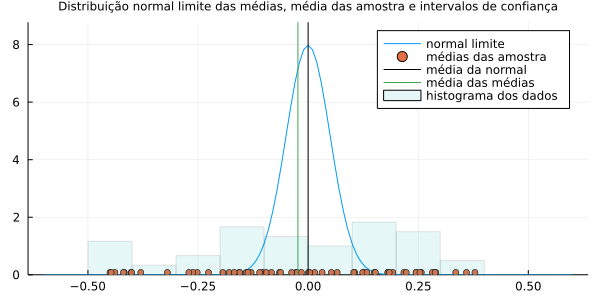 Distribuição normal limite das médias, média das amostra e intervalos de confiança
8
6
4
2
0
−0.50
−0.25
0.00
0.25
0.50
normal limite
médias das amostra
média da normal
média das médias
histograma dos dados